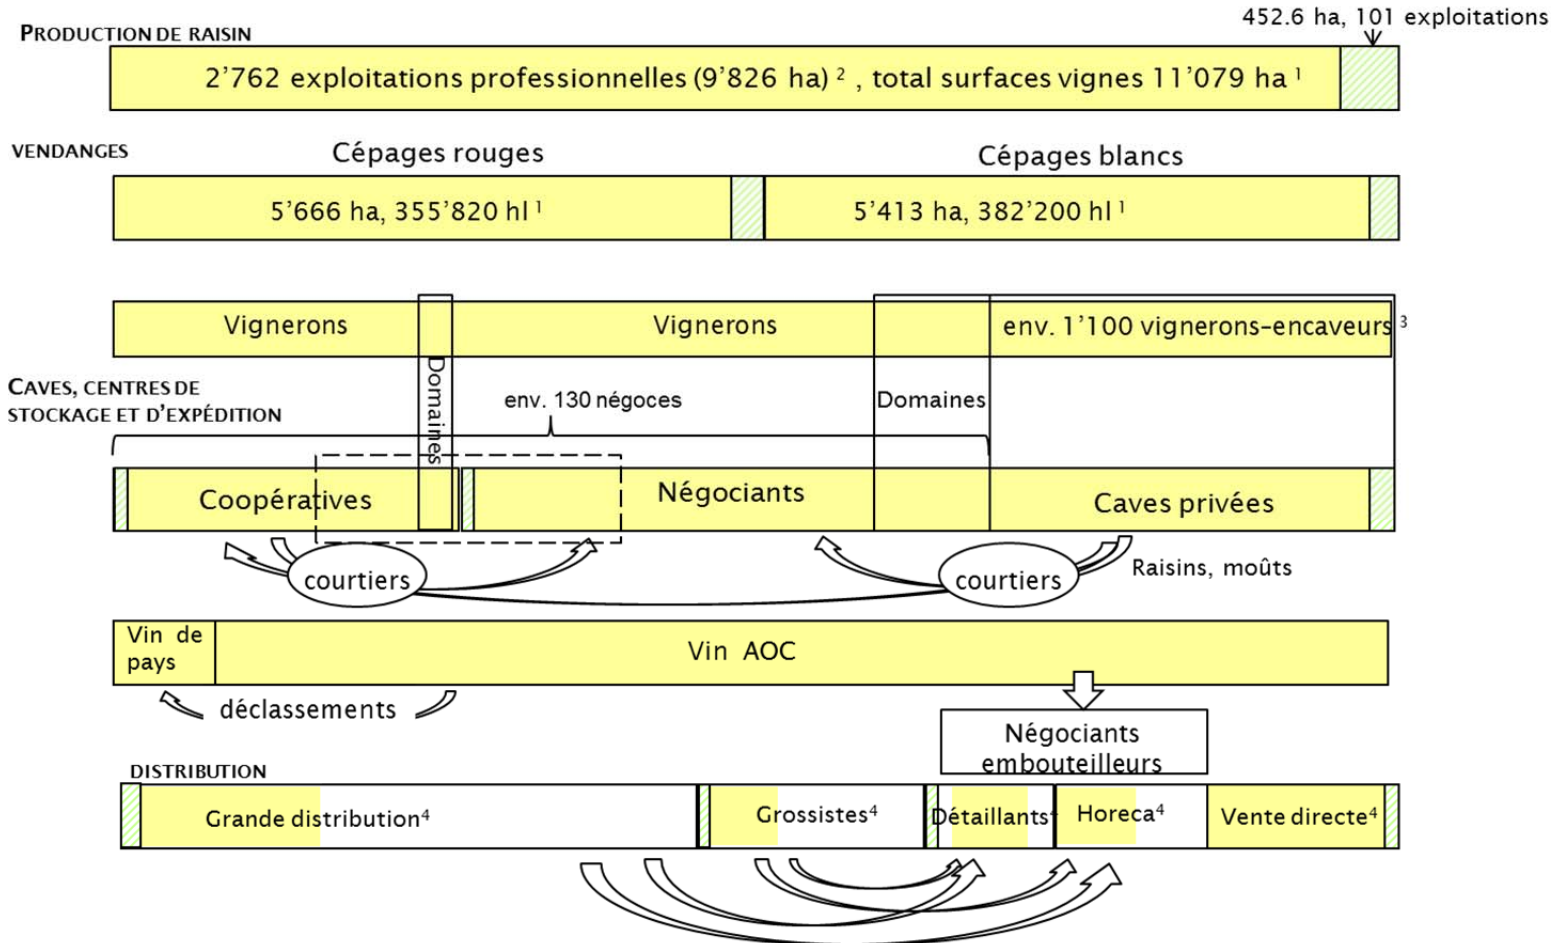 452.6 ha, 101 exploitations
PRODUCTION DE RAISIN
2'762 exploitations professionnelles (9'826 ha) ² , total surfaces vignes 11'079 ha ¹
VENDANGES
Cépages rouges
Cépages blancs
5'666 ha, 355'820 hl ¹
5'413 ha, 382'200 hl ¹
Vignerons
Vignerons
env. 1'100 vignerons-encaveurs ³
CAVES, CENTRES DE
STOCKAGE ET D'EXPÉDITION
Domaines
env. 130 négoces
Domaines
Coopératives
Négociants
Caves privées
courtiers
courtiers
Raisins, moûts
Vin de
pays
Vin AOC
déclassements
Négociants
embouteilleurs
DISTRIBUTION
Grande distribution⁴
Grossistes⁴
Détaillants⁴
Horeca⁴
Vente directe⁴